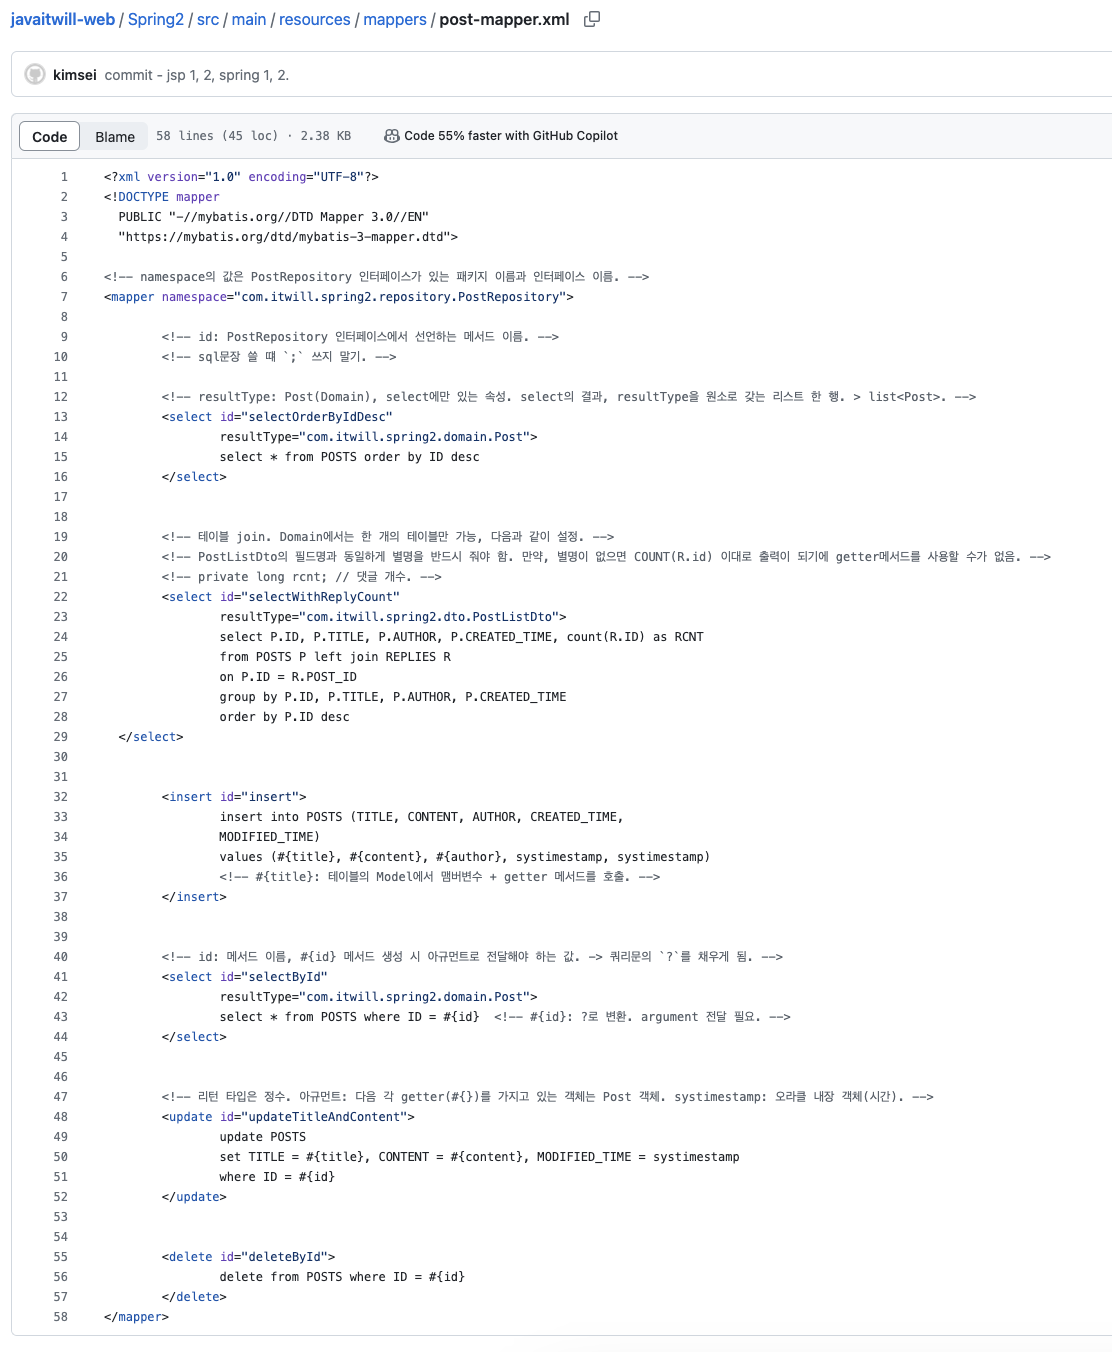 javaitwill-web / Spring2 / src / main / resources / mappers / post-mapper.xml
kimsei commit - jsp 1, 2, spring 1, 2.
Code Blame 58 lines (45 loc) · 2.38 KB Code 55% faster with GitHub Copilot
1 <?xml version="1.0" encoding="UTF-8"?>
2 <!DOCTYPE mapper
3 PUBLIC "-//mybatis.org//DTD Mapper 3.0//EN"
4 "https://mybatis.org/dtd/mybatis-3-mapper.dtd">
5
6 <!-- namespace의 값은 PostRepository 인터페이스가 있는 패키지 이름과 인터페이스 이름. -->
7 <mapper namespace="com.itwill.spring2.repository.PostRepository">
8
9 <!-- id: PostRepository 인터페이스에서 선언하는 메서드 이름. -->
10 <!-- sql문장 쓸 떄 `;` 쓰지 말기. -->
11
12 <!-- resultType: Post(Domain), select에만 있는 속성. select의 결과, resultType을 원소로 갖는 리스트 한 행. > list<Post>. -->
13 <select id="selectOrderByIdDesc"
14 resultType="com.itwill.spring2.domain.Post">
15 select * from POSTS order by ID desc
16 </select>
17
18
19 <!-- 테이블 join. Domain에서는 한 개의 테이블만 가능, 다음과 같이 설정. -->
20 <!-- PostListDto의 필드명과 동일하게 별명을 반드시 줘야 함. 만약, 별명이 없으면 COUNT(R.id) 이대로 출력이 되기에 getter메서드를 사용할 수가 없음. -->
21 <!-- private long rcnt; // 댓글 개수. -->
22 <select id="selectWithReplyCount"
23 resultType="com.itwill.spring2.dto.PostListDto">
24 select P.ID, P.TITLE, P.AUTHOR, P.CREATED_TIME, count(R.ID) as RCNT
25 from POSTS P left join REPLIES R
26 on P.ID = R.POST_ID
27 group by P.ID, P.TITLE, P.AUTHOR, P.CREATED_TIME
28 order by P.ID desc
29 </select>
30
31
32 <insert id="insert">
33 insert into POSTS (TITLE, CONTENT, AUTHOR, CREATED_TIME,
34 MODIFIED_TIME)
35 values (#{title}, #{content}, #{author}, systimestamp, systimestamp)
36 <!-- #{title}: 테이블의 Model에서 맴버변수 + getter 메서드를 호출. -->
37 </insert>
38
39
40 <!-- id: 메서드 이름, #{id} 메서드 생성 시 아규먼트로 전달해야 하는 값. -> 쿼리문의 `?`를 채우게 됨. -->
41 <select id="selectById"
42 resultType="com.itwill.spring2.domain.Post">
43 select * from POSTS where ID = #{id} <!-- #{id}: ?로 변환. argument 전달 필요. -->
44 </select>
45
46
47 <!-- 리턴 타입은 정수. 아규먼트: 다음 각 getter(#{})를 가지고 있는 객체는 Post 객체. systimestamp: 오라클 내장 객체(시간). -->
48 <update id="updateTitleAndContent">
49 update POSTS
50 set TITLE = #{title}, CONTENT = #{content}, MODIFIED_TIME = systimestamp
51 where ID = #{id}
52 </update>
53
54
55 <delete id="deleteById">
56 delete from POSTS where ID = #{id}
57 </delete>
58 </mapper>